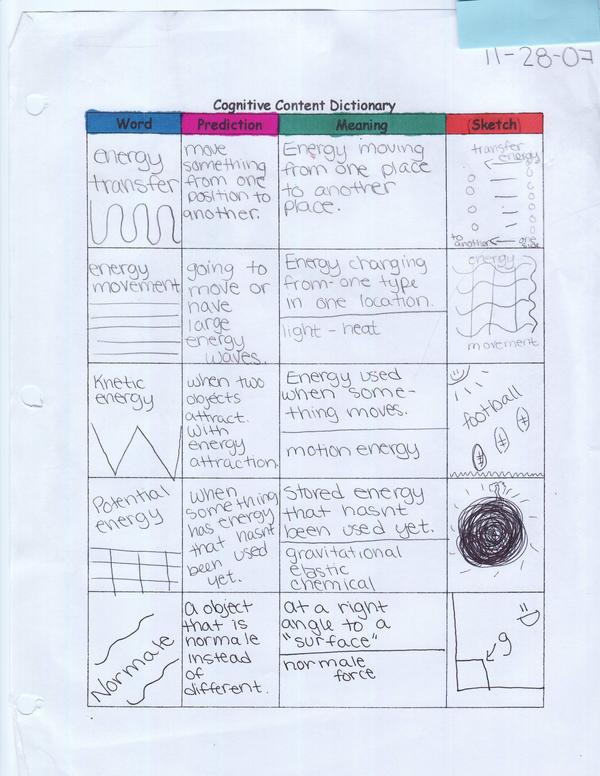 11-28-07
Cognitive Content Dictionary
Word
Prediction
Meaning
(Sketch)
energy
transfer
move
something
from one
position to
another.
Energy moving
from one place
to another
place.
transfer
energy
to
another
energy
movement
going to
move or
have
large
energy
waves.
Energy charging
from-one type
in one location.
light - heat
energy
movement
Knetic
energy
when two
objects
attract.
with
energy
attraction
Energy used
when some-
thing moves.
motion energy
football
Potential
energy
When
something
has energy
that hasnt
been used
yet.
Stored energy
that hasnt
been used yet.
gravitational
elastic
chemical
Normale
a object
that is
normale
instead
of
different.
at a right
angle to a
"surface"
normale
force
g